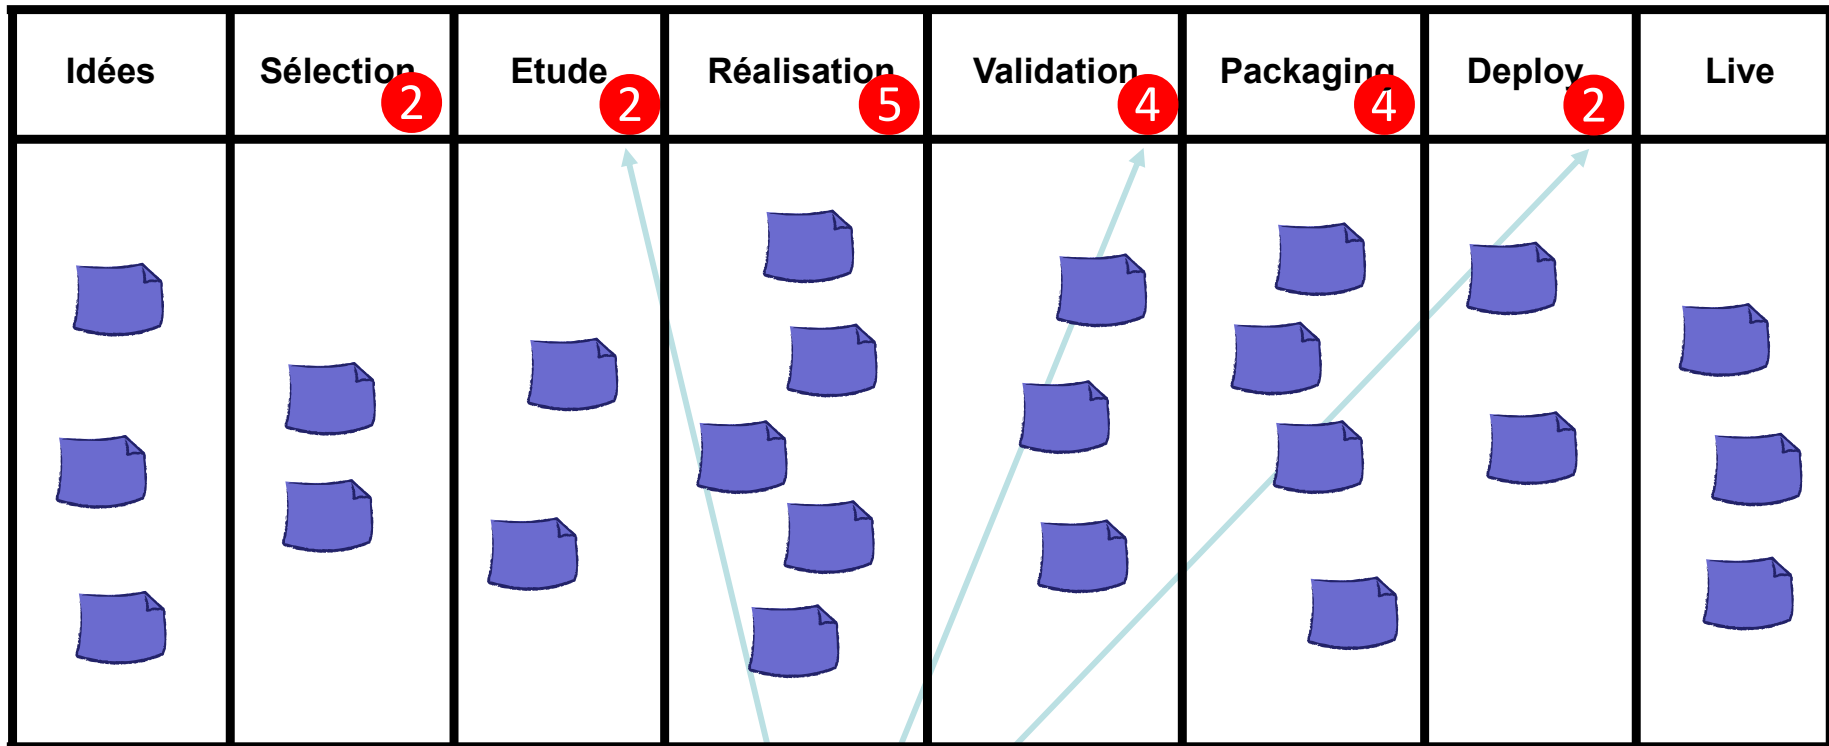 Idées
Sélection
2
Etude
2
Réalisation
5
Validation
4
Packaging
4
Deploy
2
Live